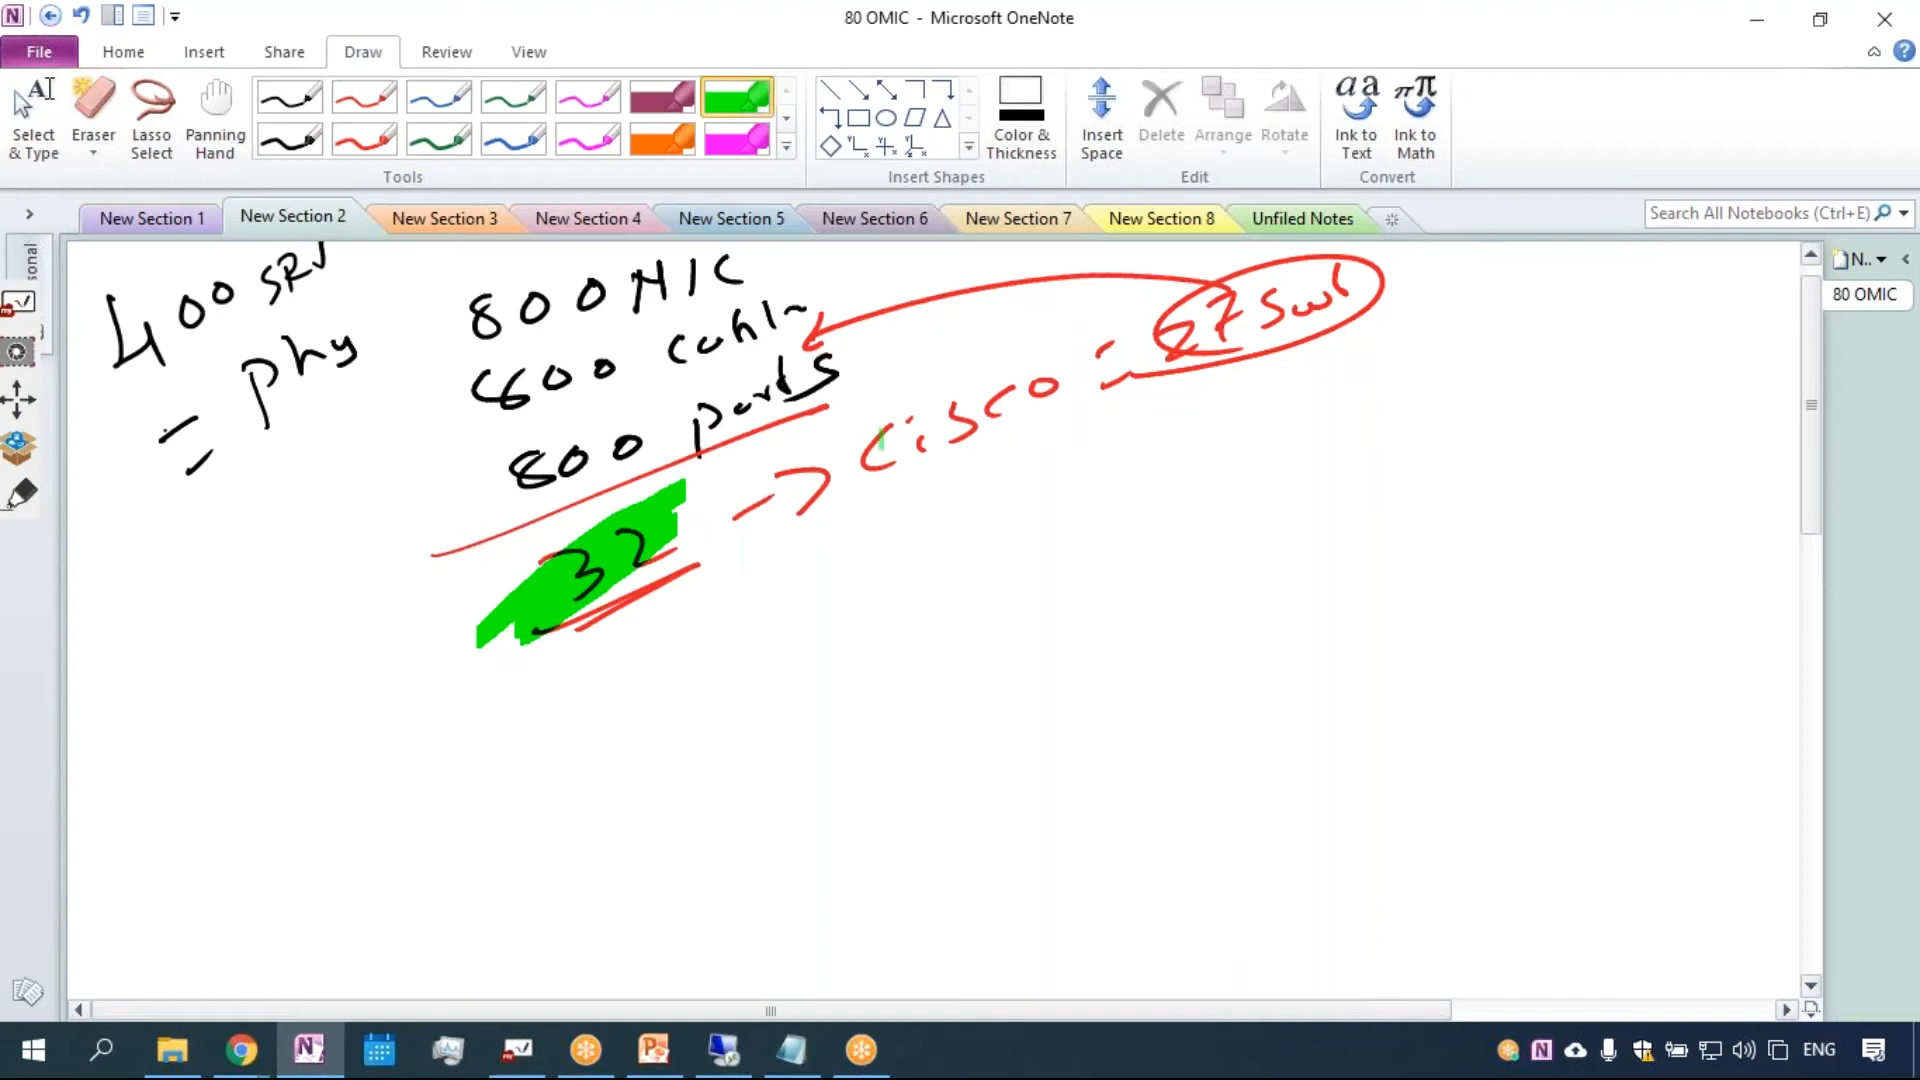 80 OMIC - Microsoft OneNote
File Home Insert Share Draw Review View
Select & Type
Eraser
Lasso Select
Panning Hand
Color & Thickness
Insert Space
Delete
Arrange
Rotate
Ink to Text
Ink to Math
Tools
Insert Shapes
Edit
Convert
New Section 1 New Section 2 New Section 3 New Section 4 New Section 5 New Section 6 New Section 7 New Section 8 Unfiled Notes
Search All Notebooks (Ctrl+E)
sonal
N..
80 OMIC
400 SRV
= phy
800 NIC
800
800 ports
32 -> cisco = 27
ENG